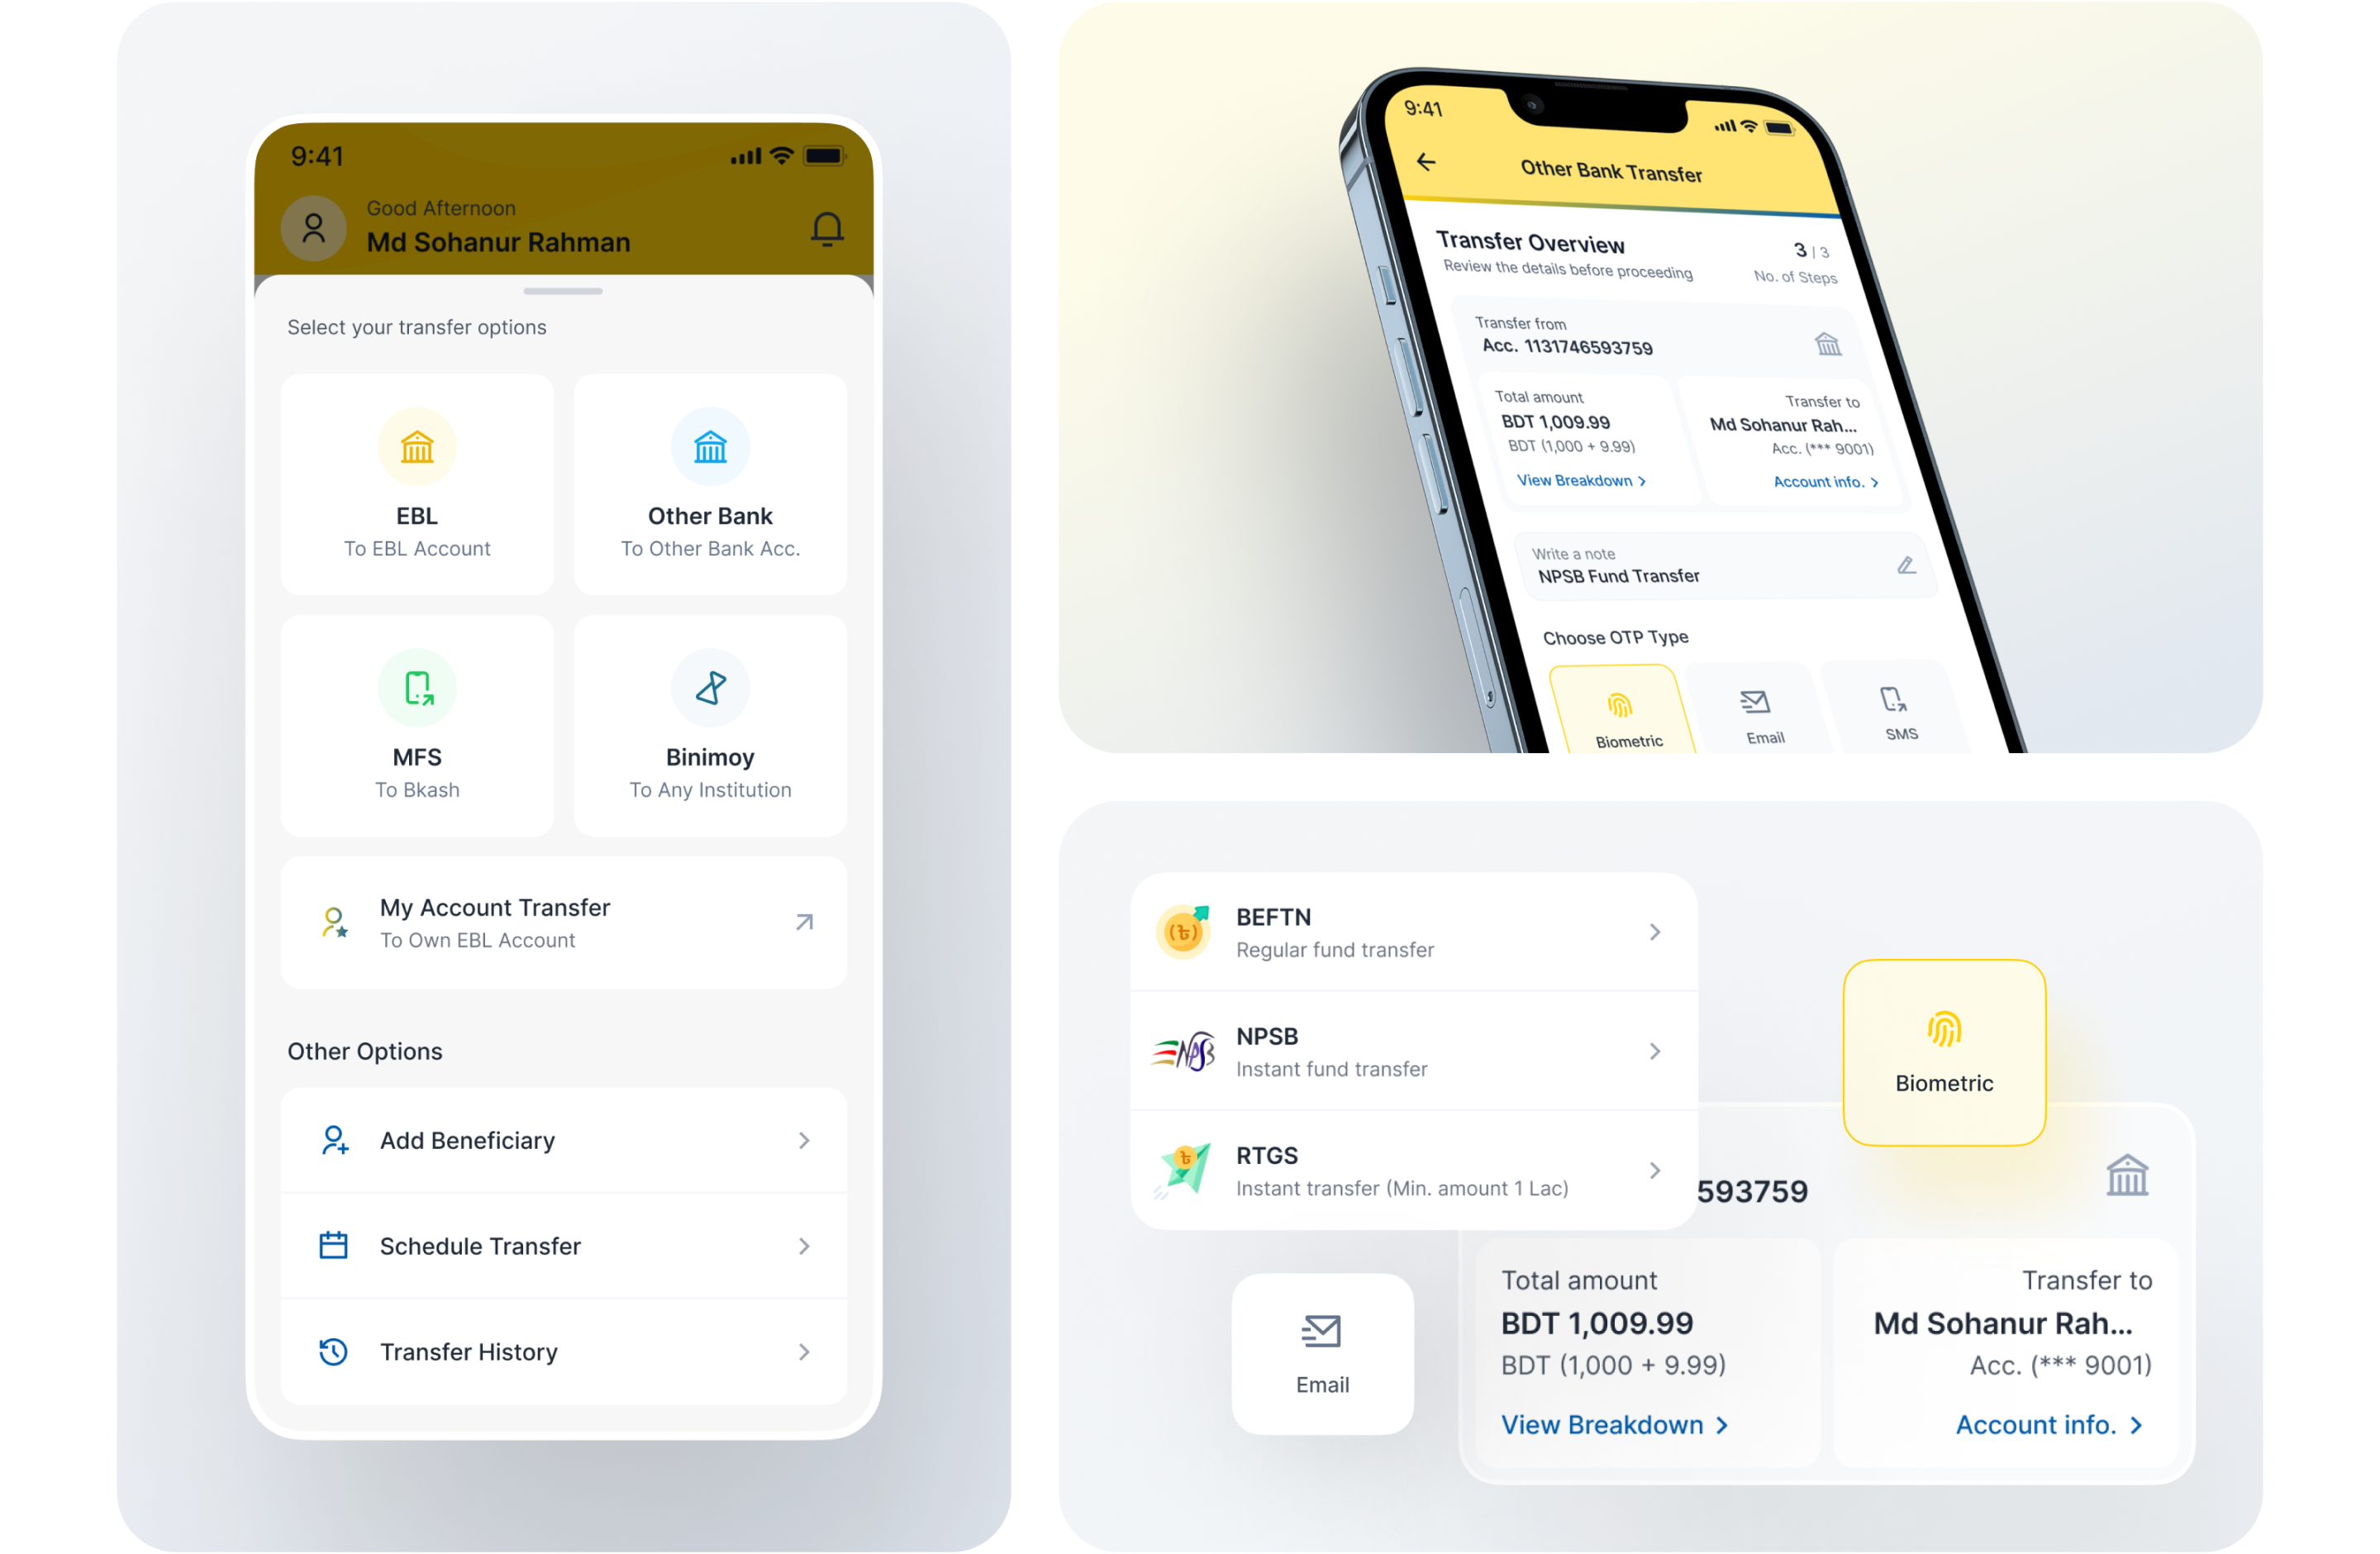 9:41
Good Afternoon
Md Sohanur Rahman
Select your transfer options
EBL
To EBL Account
Other Bank
To Other Bank Acc.
MFS
To Bkash
Binimoy
To Any Institution
My Account Transfer
To Own EBL Account
Other Options
Add Beneficiary
Schedule Transfer
Transfer History
9:41
Other Bank Transfer
Transfer Overview
3 / 3
Review the details before proceeding
No. of Steps
Transfer from
Acc. 1131746593759
Total amount
BDT 1,009.99
BDT (1,000 + 9.99)
View Breakdown
Transfer to
Md Sohanur Rah...
Acc. (*** 9001)
Account info.
Write a note
NPSB Fund Transfer
Choose OTP Type
Biometric
Email
SMS
(৳)
BEFTN
Regular fund transfer
NPSB
NPSB
Instant fund transfer
৳
RTGS
Instant transfer (Min. amount 1 Lac)
Biometric
593759
Email
Total amount
BDT 1,009.99
BDT (1,000 + 9.99)
View Breakdown
Transfer to
Md Sohanur Rah...
Acc. (*** 9001)
Account info.